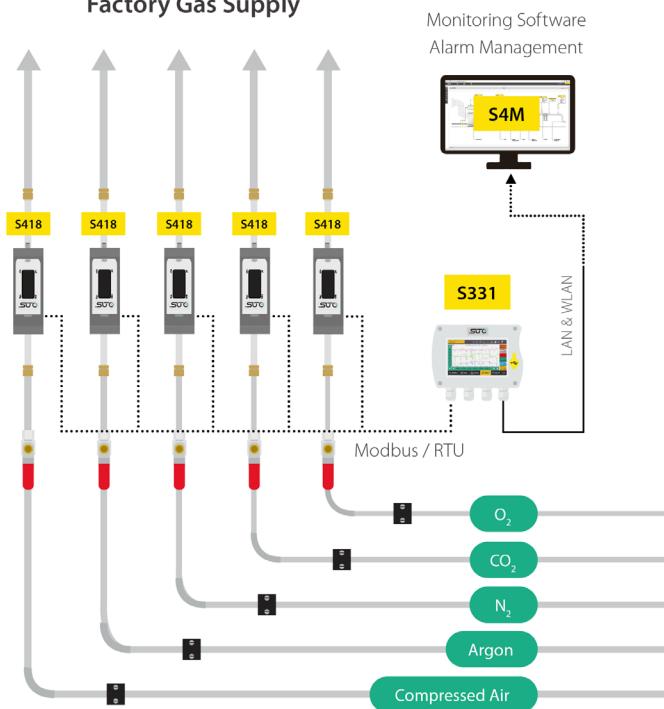 Factory Gas Supply
Monitoring Software
Alarm Management
S4M
S418
S418
S418
S418
S418
SUTO
SUTO
SUTO
SUTO
SUTO
S331
SUTO
LAN & WLAN
Modbus / RTU
O₂
CO₂
N₂
Argon
Compressed Air